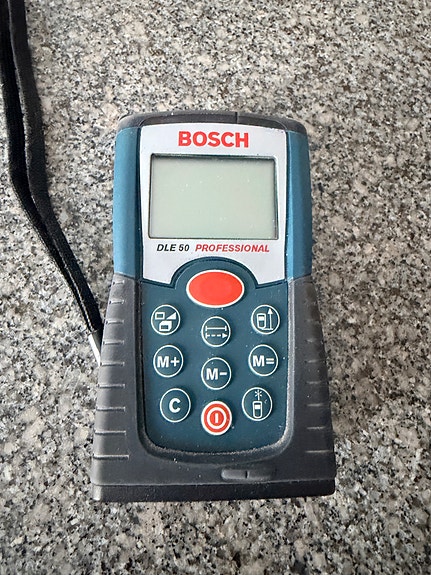 BOSCH
DLE 50 PROFESSIONAL
M+
M-
M=
C